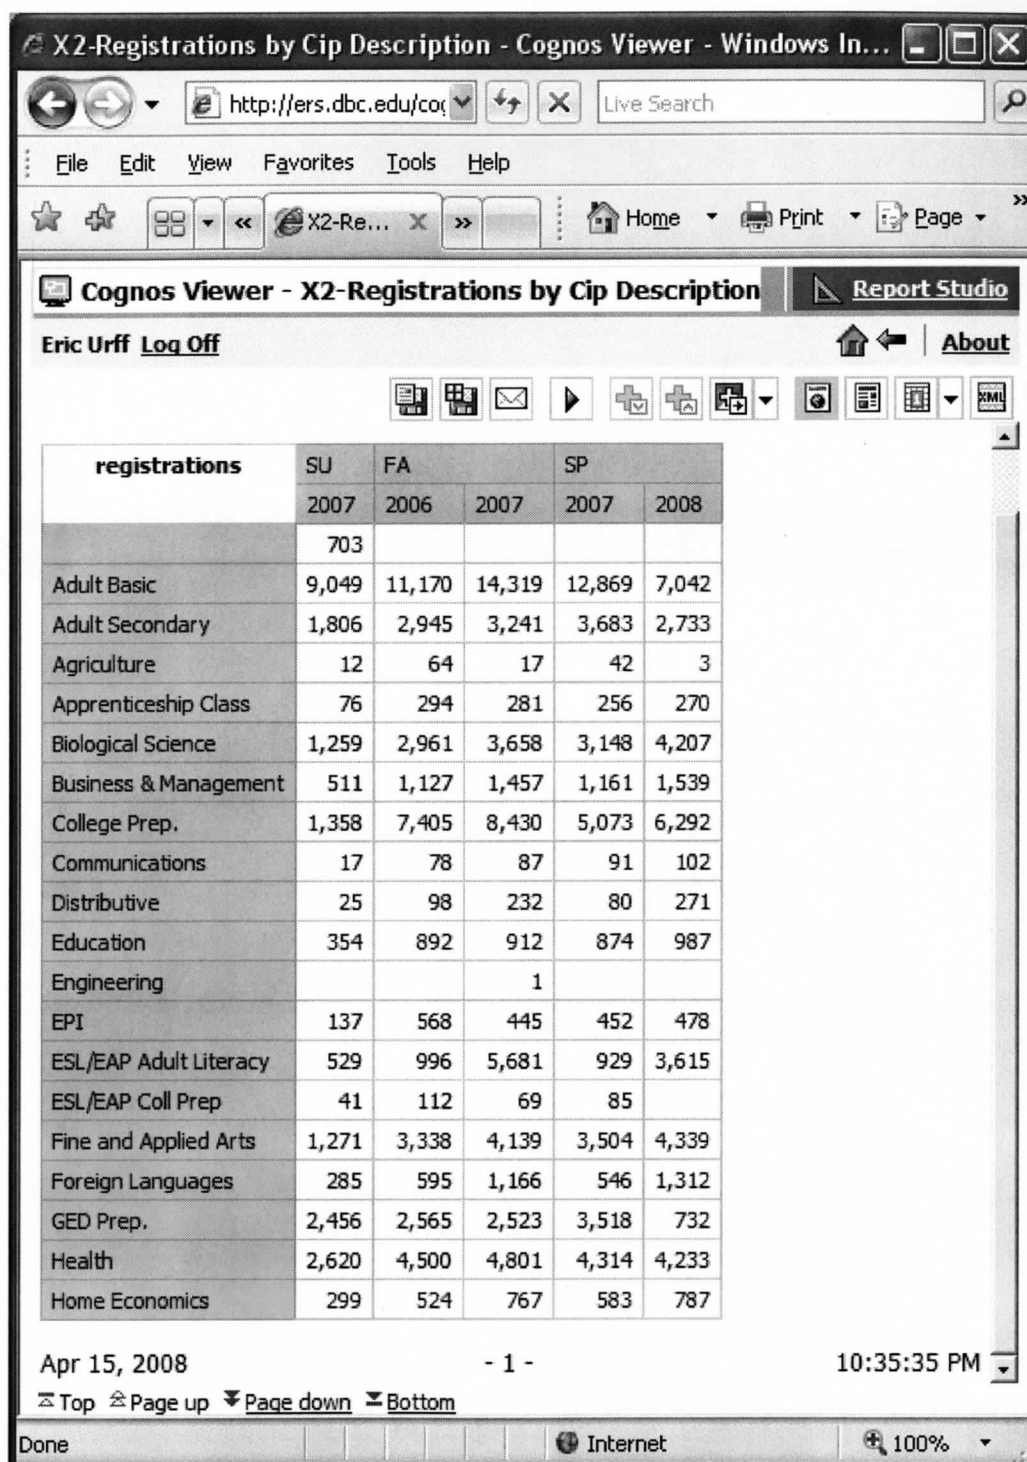 X2-Registrations by Cip Description - Cognos Viewer - Windows In...
http://ers.dbc.edu/cog Live Search
File Edit View Favorites Tools Help
X2-Re... Home Print Page
Cognos Viewer - X2-Registrations by Cip Description Report Studio
Eric Urff Log Off About
XML
registrations SU FA SP
2007 2006 2007 2007 2008
703
Adult Basic 9,049 11,170 14,319 12,869 7,042
Adult Secondary 1,806 2,945 3,241 3,683 2,733
Agriculture 12 64 17 42 3
Apprenticeship Class 76 294 281 256 270
Biological Science 1,259 2,961 3,658 3,148 4,207
Business & Management 511 1,127 1,457 1,161 1,539
College Prep. 1,358 7,405 8,430 5,073 6,292
Communications 17 78 87 91 102
Distributive 25 98 232 80 271
Education 354 892 912 874 987
Engineering 1
EPI 137 568 445 452 478
ESL/EAP Adult Literacy 529 996 5,681 929 3,615
ESL/EAP Coll Prep 41 112 69 85
Fine and Applied Arts 1,271 3,338 4,139 3,504 4,339
Foreign Languages 285 595 1,166 546 1,312
GED Prep. 2,456 2,565 2,523 3,518 732
Health 2,620 4,500 4,801 4,314 4,233
Home Economics 299 524 767 583 787
Apr 15, 2008 - 1 - 10:35:35 PM
Top Page up Page down Bottom
Done Internet 100%